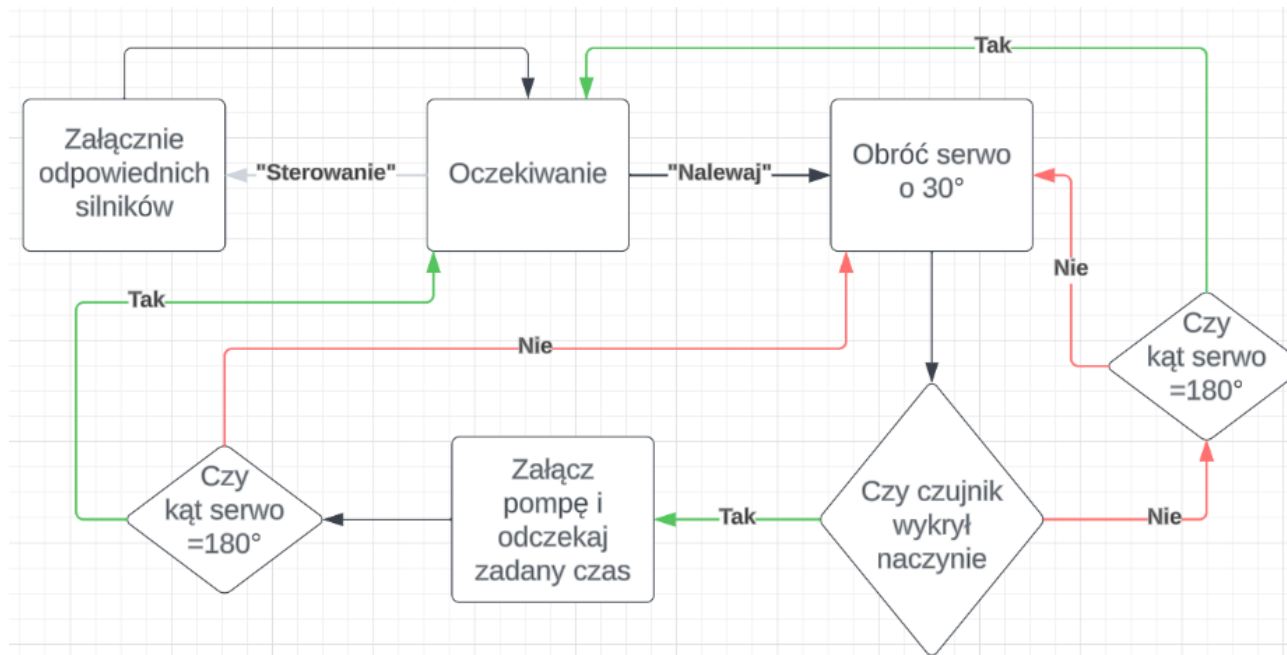 Tak
Załącznie
odpowiednich
silników
"Sterowanie"
Oczekiwanie
"Nalewaj"
Obróć serwo
o 30°
Nie
Tak
Nie
Czy
kąt serwo
=180°
Czy
kąt serwo
=180°
Załącz
pompę i
odczekaj
zadany czas
Tak
Czy czujnik
wykrył
naczynie
Nie